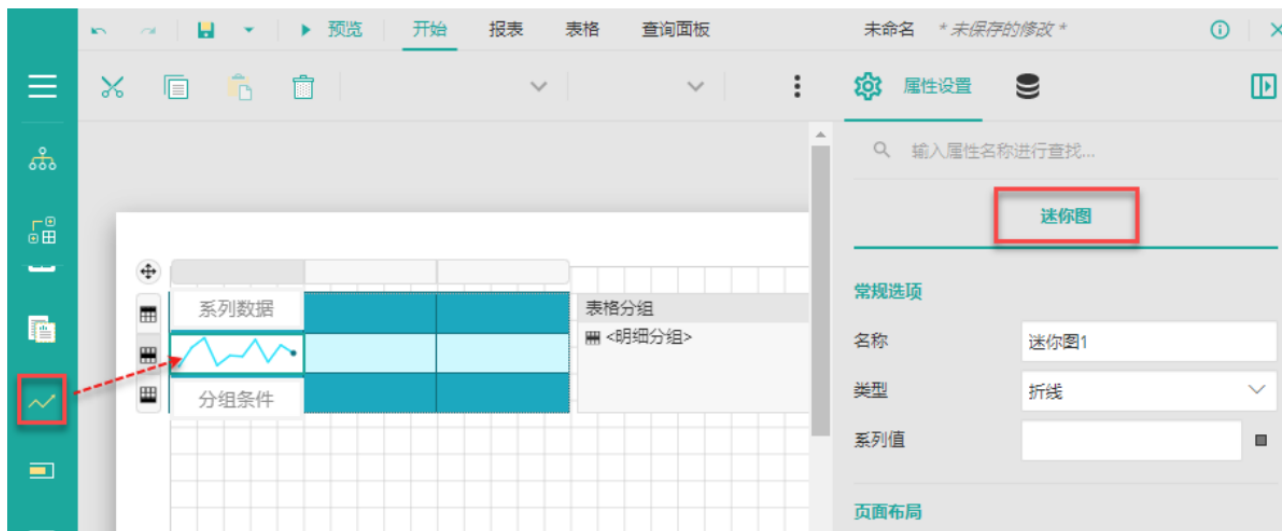 预览
开始
报表
表格
查询面板
未命名
*未保存的修改*
属性设置
输入属性名称进行查找...
迷你图
系列数据
表格分组
<明细分组>
分组条件
常规选项
名称
迷你图1
类型
折线
系列值
页面布局